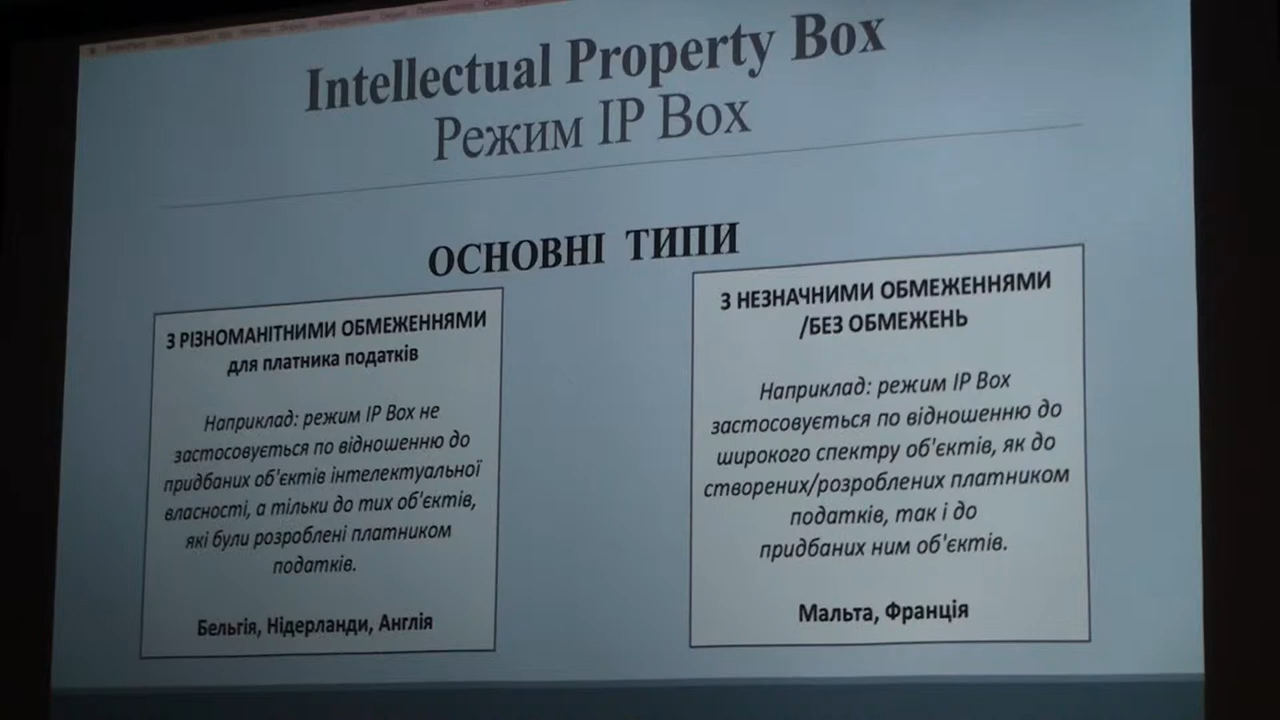 Intellectual Property Box
Режим IP Box
ОСНОВНІ ТИПИ
З РІЗНОМАНІТНИМИ ОБМЕЖЕННЯМИ
для платника податків
Наприклад: режим IP Box не
застосовується по відношенню до
придбаних об'єктів інтелектуальної
власності, а тільки до тих об'єктів,
які були розроблені платником
податків.
Бельгія, Нідерланди, Англія
З НЕЗНАЧНИМИ ОБМЕЖЕННЯМИ
/БЕЗ ОБМЕЖЕНЬ
Наприклад: режим IP Box
застосовується по відношенню до
широкого спектру об'єктів, як до
створених/розроблених платником
податків, так і до
придбаних ним об'єктів.
Мальта, Франція